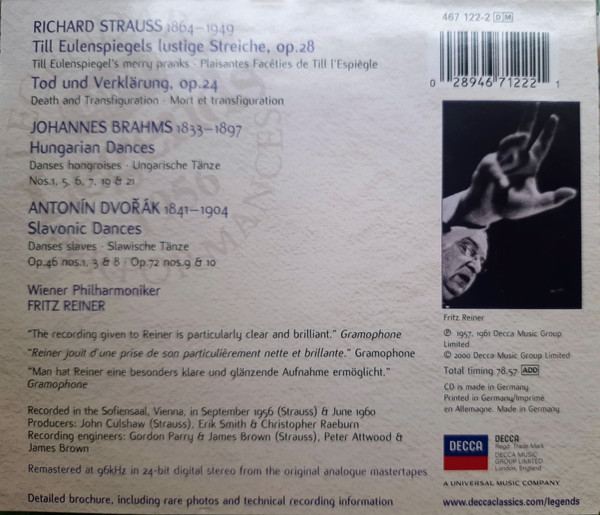 RICHARD STRAUSS 1864–1949
Till Eulenspiegels lustige Streiche, op.28
Till Eulenspiegel's merry pranks · Plaisantes Facéties de Till l'Espiègle
Tod und Verklärung, op.24
Death and Transfiguration · Mort et transfiguration
JOHANNES BRAHMS 1833–1897
Hungarian Dances
Danses hongroises · Ungarische Tänze
Nos.1, 5, 6, 7, 19 & 21
ANTONÍN DVOŘÁK 1841–1904
Slavonic Dances
Danses slaves · Slawische Tänze
Op.46 nos.1, 3 & 8 · Op.72 nos.9 & 10
Wiener Philharmoniker
FRITZ REINER
"The recording given to Reiner is particularly clear and brilliant." Gramophone
"Reiner jouit d'une prise de son particulièrement nette et brillante." Gramophone
"Man hat Reiner eine besonders klare und glänzende Aufnahme ermöglicht."
Gramophone
Recorded in the Sofiensaal, Vienna, in September 1956 (Strauss) & June 1960
Producers: John Culshaw (Strauss), Erik Smith & Christopher Raeburn
Recording engineers: Gordon Parry & James Brown (Strauss), Peter Attwood &
James Brown
Remastered at 96kHz in 24-bit digital stereo from the original analogue mastertapes
Detailed brochure, including rare photos and technical recording information
467 122-2 DM
0 28946 71222 1
Fritz Reiner
℗ 1957, 1961 Decca Music Group
Limited
© 2000 Decca Music Group Limited
Total timing 78.57 ADD
CD is made in Germany
Printed in Germany/Imprimé
en Allemagne. Made in Germany
DECCA
DECCA
Regd. Trade Mark
DECCA MUSIC
GROUP LIMITED
London, England
A UNIVERSAL MUSIC COMPANY
www.deccaclassics.com/legends